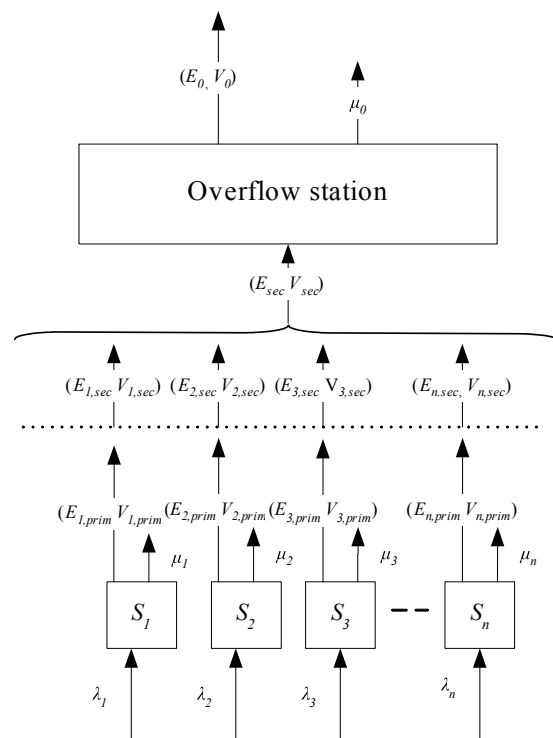 (E0, V0)
μ0
Overflow station
(Esec Vsec)
(E1,sec V1,sec) (E2,sec V2,sec) (E3,sec V3,sec) (En.sec, Vn,sec)
(E1,prim V1,prim) (E2,prim V2,prim (E3,prim V3,prim) (En,prim Vn,prim)
μ1 μ2 μ3 μn
S1 S2 S3 Sn
λ1 λ2 λ3 λn